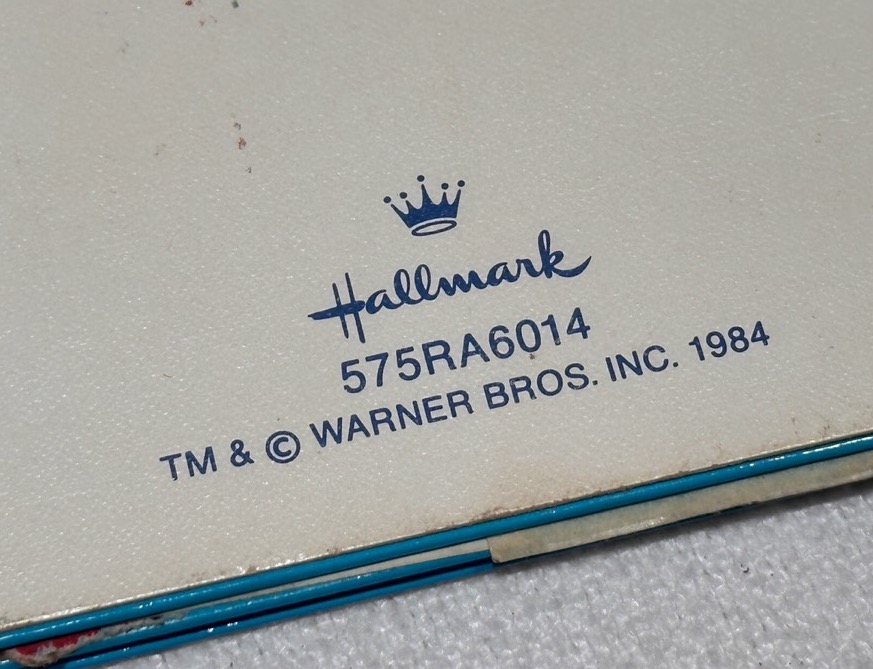 Hallmark
575RA6014
TM & © WARNER BROS. INC. 1984